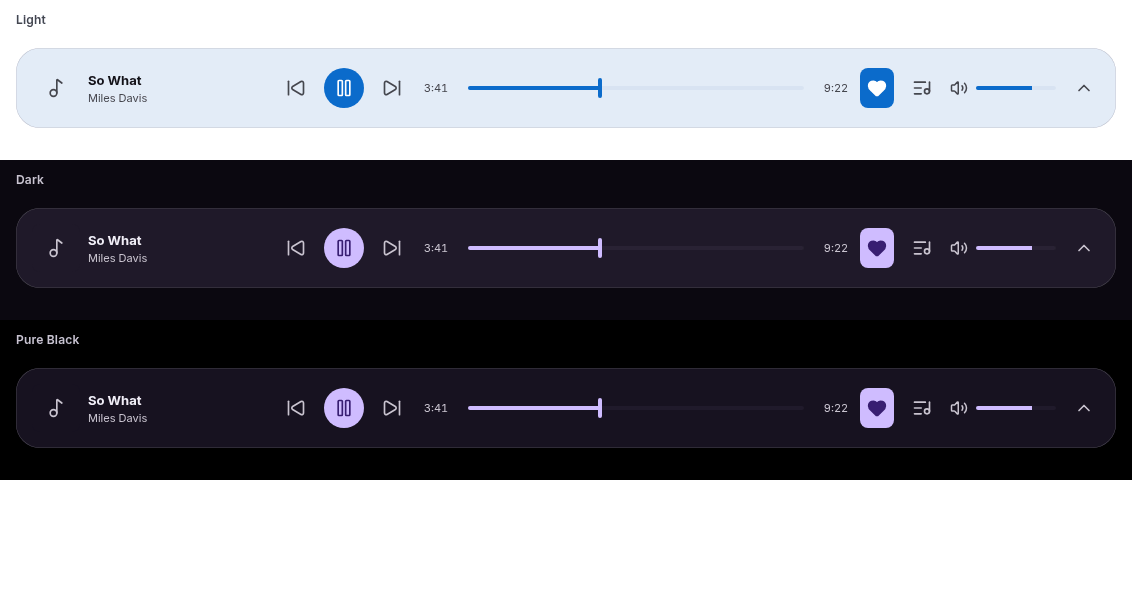 Light
So What
Miles Davis
3:41
9:22
Dark
So What
Miles Davis
3:41
9:22
Pure Black
So What
Miles Davis
3:41
9:22